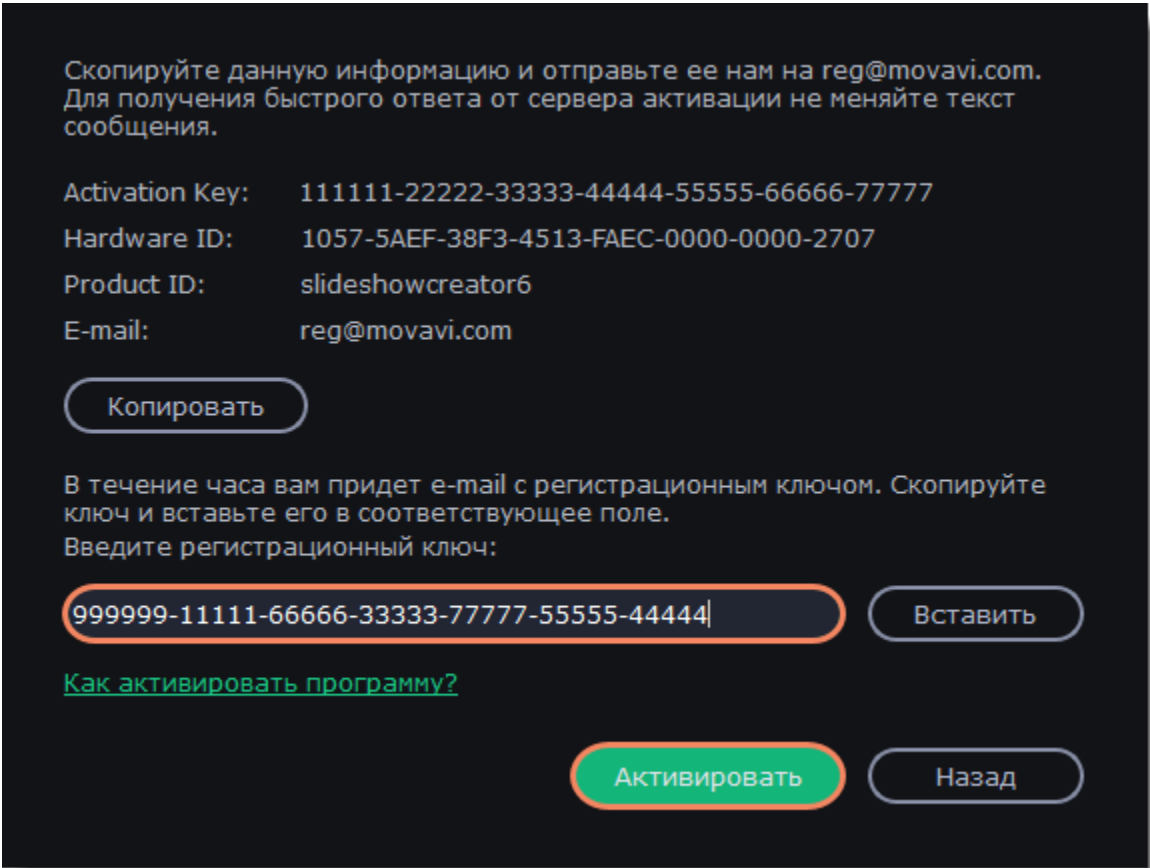 Скопируйте данную информацию и отправьте ее нам на reg@movavi.com.
Для получения быстрого ответа от сервера активации не меняйте текст
сообщения.
Activation Key: 111111-22222-33333-44444-55555-66666-77777
Hardware ID: 1057-5AEF-38F3-4513-FAEC-0000-0000-2707
Product ID: slideshowcreator6
E-mail: reg@movavi.com
Копировать
В течение часа вам придет e-mail с регистрационным ключом. Скопируйте
ключ и вставьте его в соответствующее поле.
Введите регистрационный ключ:
999999-11111-66666-33333-77777-55555-44444 Вставить
Как активировать программу?
Активировать Назад